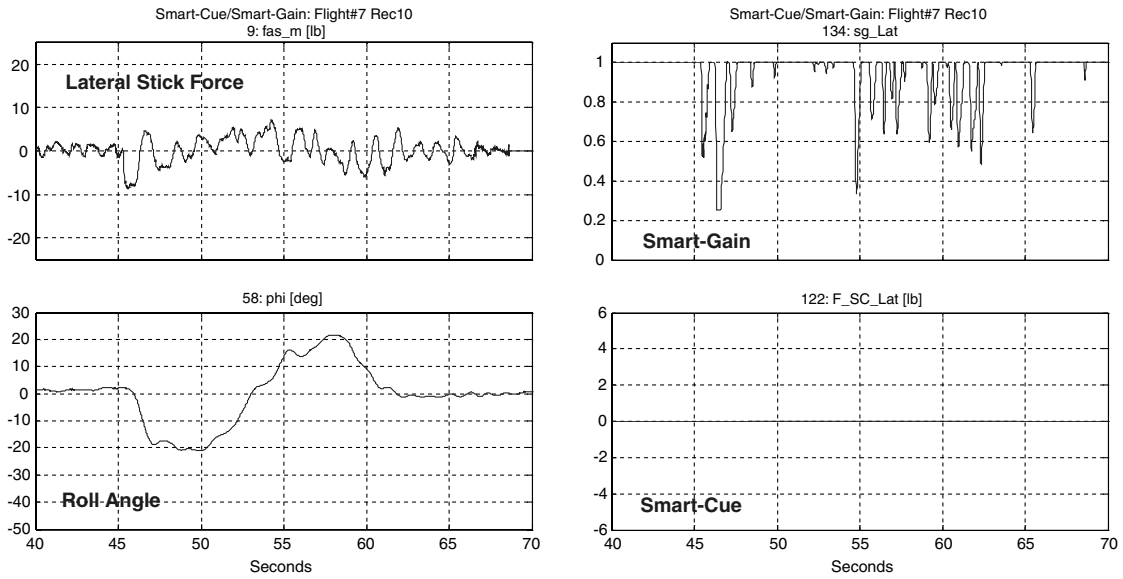 Smart-Cue/Smart-Gain: Flight#7 Rec10
9: fas_m [lb]
20
10
0
-10
-20
Lateral Stick Force
Smart-Cue/Smart-Gain: Flight#7 Rec10
134: sg_Lat
1
0.8
0.6
0.4
0.2
0
Smart-Gain
58: phi [deg]
30
20
10
0
-10
-20
-30
-40
-50
Roll Angle
40 45 50 55 60 65 70
Seconds
122: F_SC_Lat [lb]
6
4
2
0
-2
-4
-6
Smart-Cue
40 45 50 55 60 65 70
Seconds